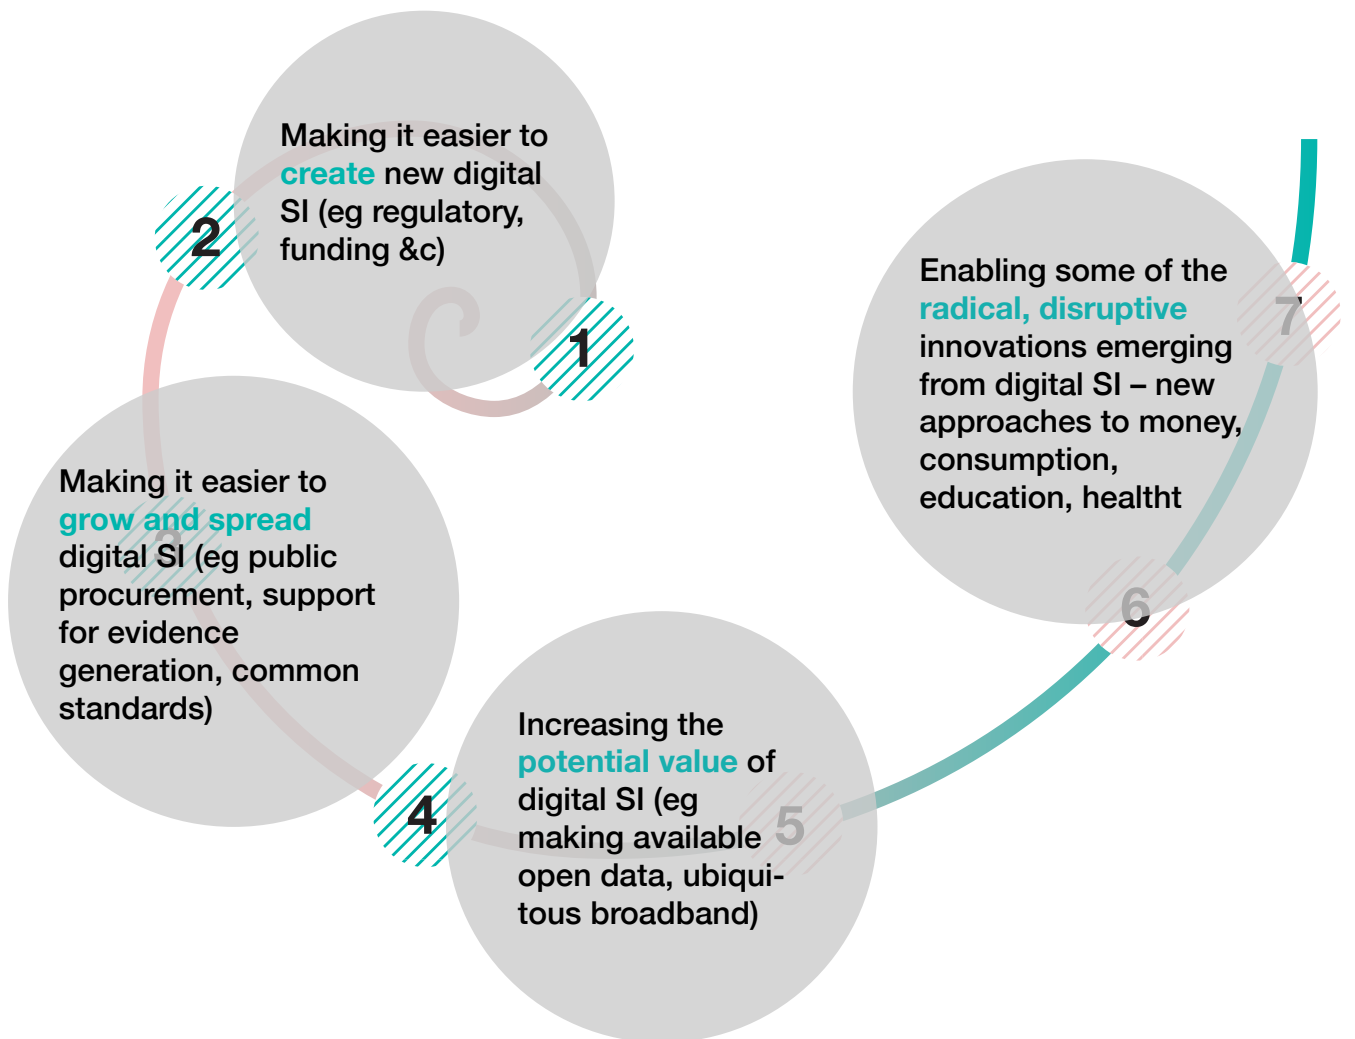 Making it easier to
create new digital
SI (eg regulatory,
funding &c)
1
2
Making it easier to
grow and spread
digital SI (eg public
procurement, support
for evidence
generation, common
standards)
3
4
Increasing the
potential value of
digital SI (eg
making available
open data, ubiqui-
tous broadband)
5
6
Enabling some of the
radical, disruptive
innovations emerging
from digital SI – new
approaches to money,
consumption,
education, healtht
7